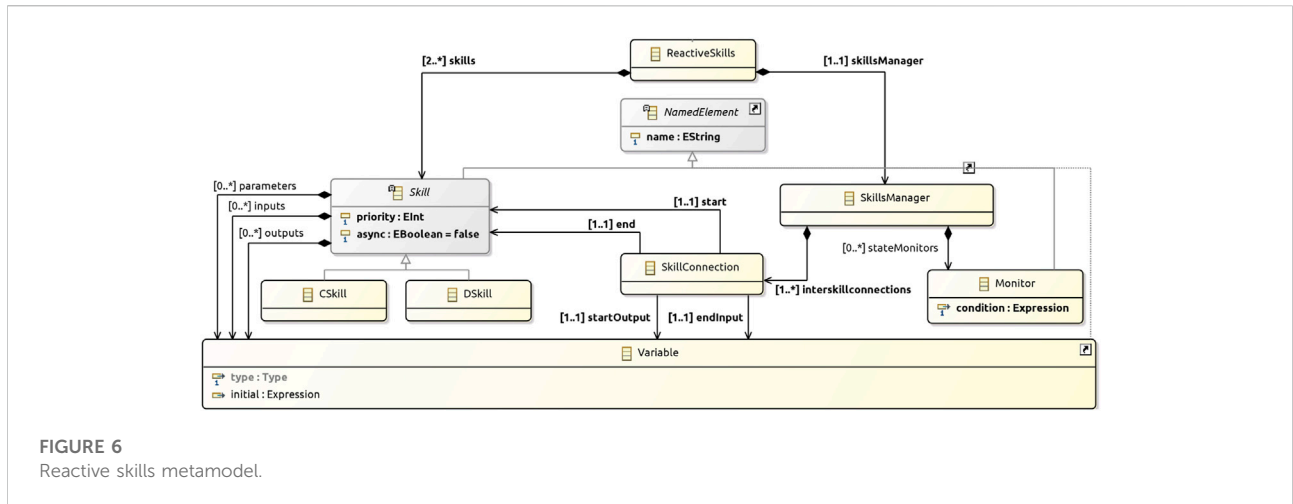 ReactiveSkills
[2..*] skills
[1..1] skillsManager
NamedElement
name : EString
[0..*] parameters
[0..*] inputs
[0..*] outputs
Skill
priority : EInt
async : EBoolean = false
[1..1] start
[1..1] end
SkillsManager
[0..*] stateMonitors
SkillConnection
[1..*] interskillconnections
CSkill
DSkill
Monitor
condition : Expression
[1..1] startOutput
[1..1] endInput
Variable
type : Type
initial : Expression
FIGURE 6
Reactive skills metamodel.